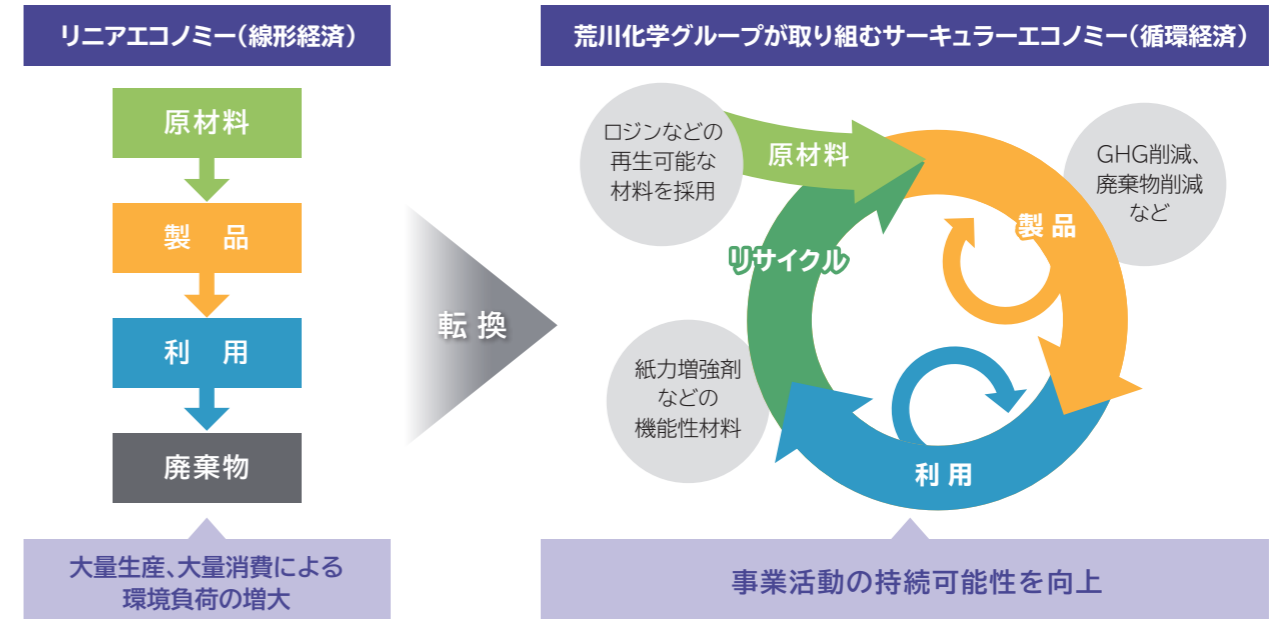 リニアエコノミー(線形経済)
原材料
製 品
利 用
廃棄物
大量生産、大量消費による
環境負荷の増大
転換
荒川化学グループが取り組むサーキュラーエコノミー(循環経済)
ロジンなどの
再生可能な
材料を採用
原材料
GHG削減、
廃棄物削減
など
製品
リサイクル
紙力増強剤
などの
機能性材料
利用
事業活動の持続可能性を向上